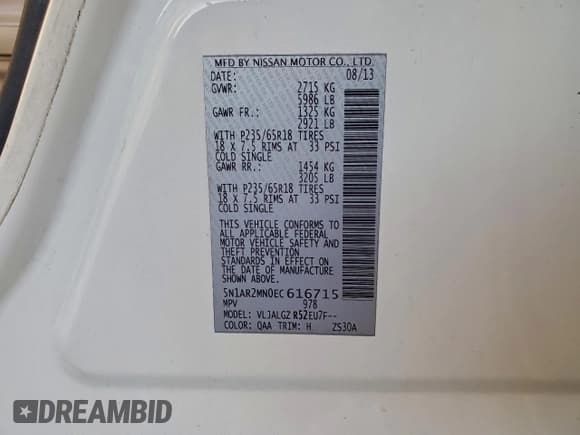 MFD BY NISSAN MOTOR CO., LTD.
DATE: 08/13
GVWR: 2715 KG
5986 LB
GAWR FR.: 1325 KG
2921 LB
WITH P235/65R18 TIRES
18 X 7.5 RIMS AT 33 PSI
COLD SINGLE
GAWR RR.: 1454 KG
3205 LB
WITH P235/65R18 TIRES
18 X 7.5 RIMS AT 33 PSI
COLD SINGLE
THIS VEHICLE CONFORMS TO
ALL APPLICABLE FEDERAL
MOTOR VEHICLE SAFETY AND
THEFT PREVENTION
STANDARDS IN EFFECT ON
THE DATE OF MANUFACTURE
SHOWN ABOVE.
5N1AR2MN0EC616715
MPV 978
MODEL: VLJALGZ R52EU7F--
COLOR: QAA TRIM: H ZS30A
DREAMBID